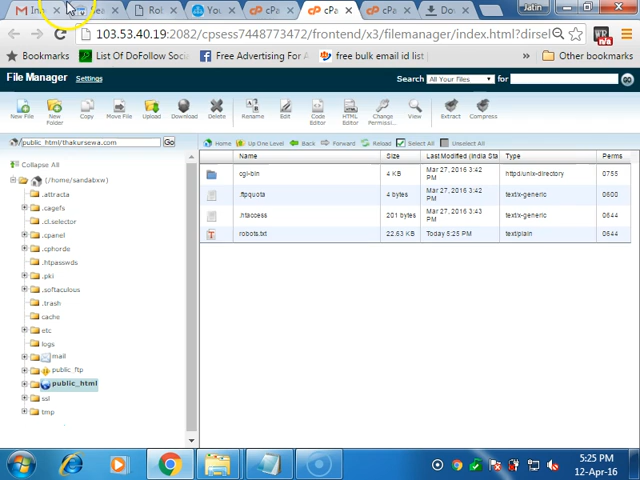 Inb
Rob
You
cPa
cPa
cPa
Do
Jatin
103.53.40.19:2082/cpsess7448773472/frontend/x3/filemanager/index.html?dirsel
Bookmarks
List Of DoFollow Soci
Free Advertising For
free bulk email list
»
Other bookmarks
File Manager Settings
Search All Your Files for
New File
New Folder
Copy
Move File
Upload
Download
Delete
Rename
Edit
Code Editor
HTML Editor
Change Permissi...
View
Extract
Compress
public_html/thakursewa.com Go
Home Up One Level Back Forward Reload Select All Unselect All
Collapse All
Name Size Last Modified (India Sta Type Perms
(/home/sandabxw)
.attracta
.cagefs
.cl.selector
.cpanel
.cphorde
.htpasswds
.pki
.softaculous
.trash
cache
etc
logs
mail
public_ftp
public_html
ssl
tmp
cgi-bin 4 KB Mar 27, 2016 3:42 PM httpd/unix-directory 0755
.ftpquota 4 bytes Mar 27, 2016 3:42 PM text/x-generic 0600
.htaccess 201 bytes Mar 27, 2016 3:43 PM text/x-generic 0644
robots.txt 22.63 KB Today 5:25 PM text/plain 0644
5:25 PM
12-Apr-16